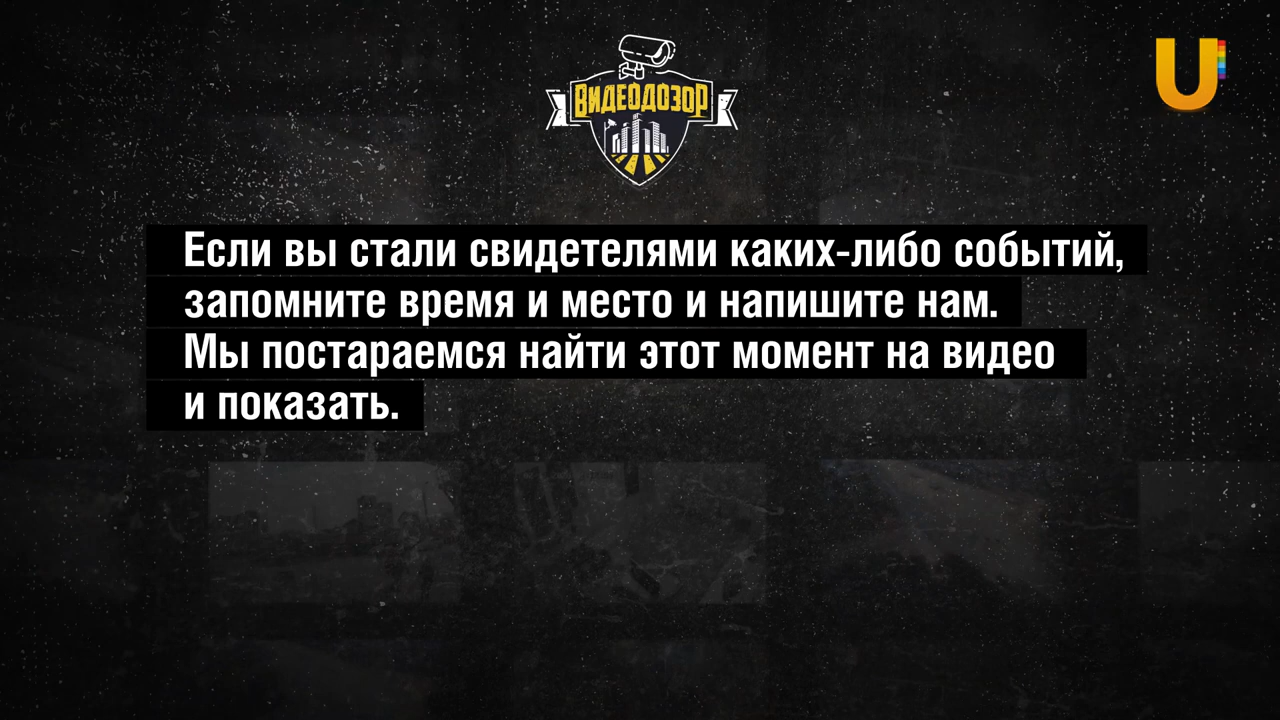 ВИДЕОДОЗОР
U
Если вы стали свидетелями каких-либо событий,
запомните время и место и напишите нам.
Мы постараемся найти этот момент на видео
и показать.